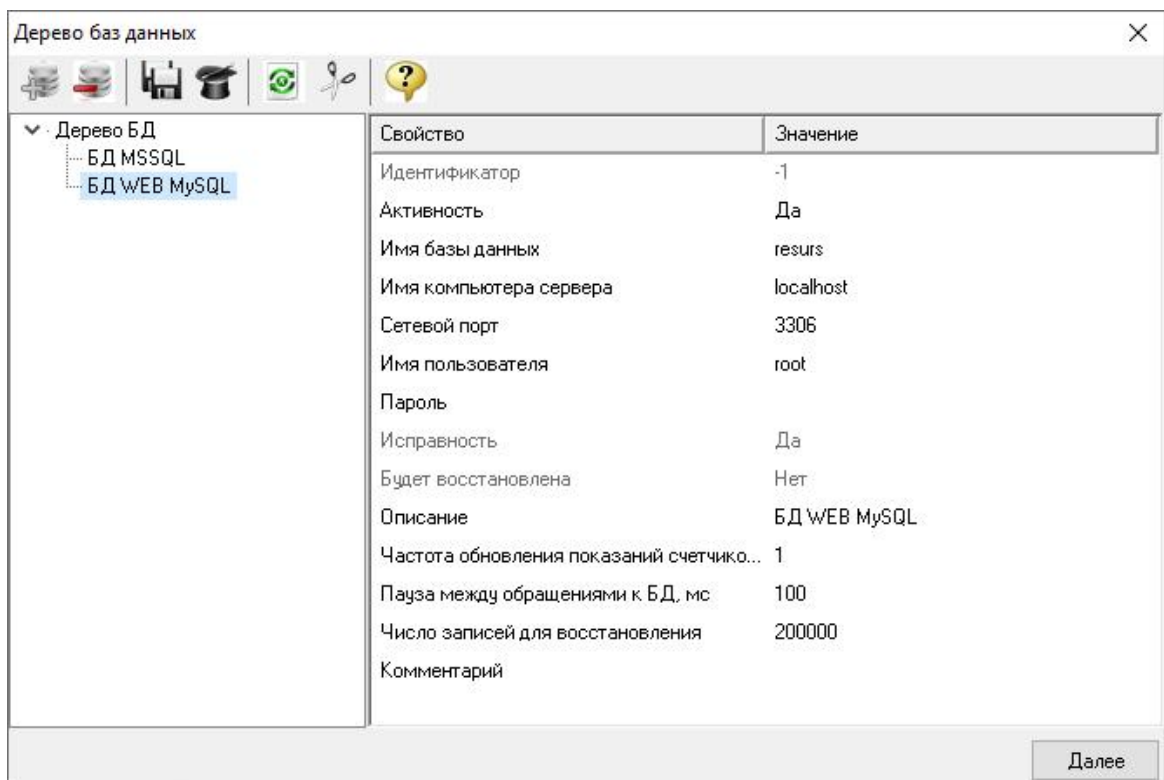 Дерево баз данных
Дерево БД
БД MSSQL
БД WEB MySQL
Свойство Значение
Идентификатор -1
Активность Да
Имя базы данных resurs
Имя компьютера сервера localhost
Сетевой порт 3306
Имя пользователя root
Пароль
Исправность Да
Будет восстановлена Нет
Описание БД WEB MySQL
Частота обновления показаний счетчико... 1
Пауза между обращениями к БД, мс 100
Число записей для восстановления 200000
Комментарий
Далее